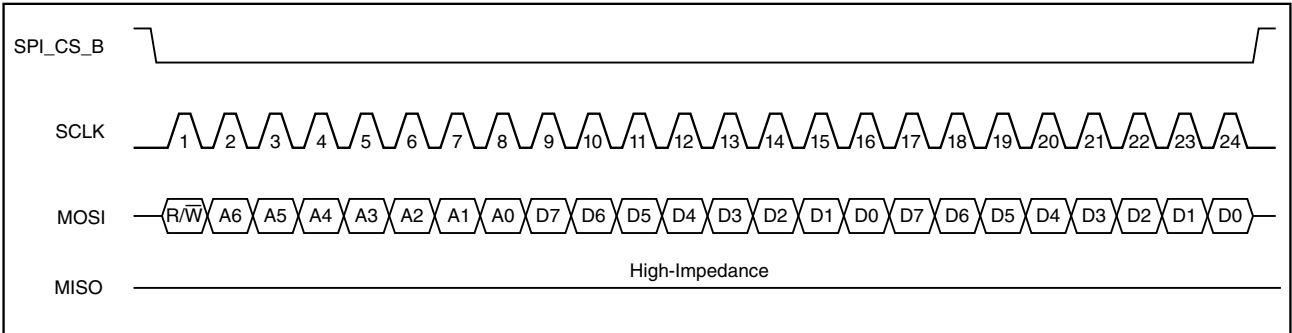 SPI_CS_B
SCLK 1 2 3 4 5 6 7 8 9 10 11 12 13 14 15 16 17 18 19 20 21 22 23 24
MOSI R/W̅ A6 A5 A4 A3 A2 A1 A0 D7 D6 D5 D4 D3 D2 D1 D0 D7 D6 D5 D4 D3 D2 D1 D0
High-Impedance
MISO